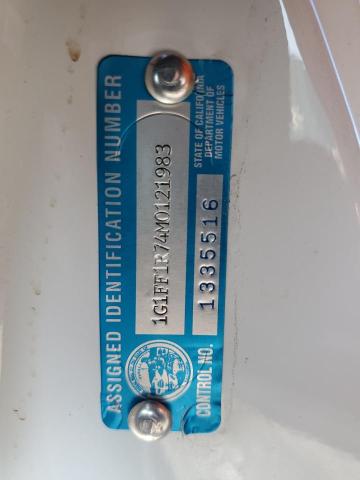 ASSIGNED IDENTIFICATION NUMBER
1G1FF1R74M0121983
STATE OF CALIFORNIA
DEPARTMENT OF
MOTOR VEHICLES
CONTROL NO. 1335516